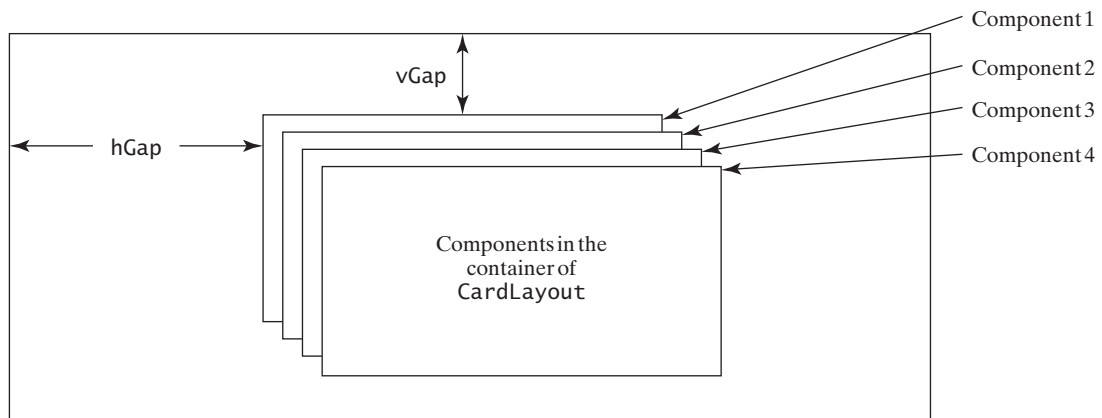 Component 1
vGap
Component 2
Component 3
hGap
Component 4
Components in the
container of
CardLayout